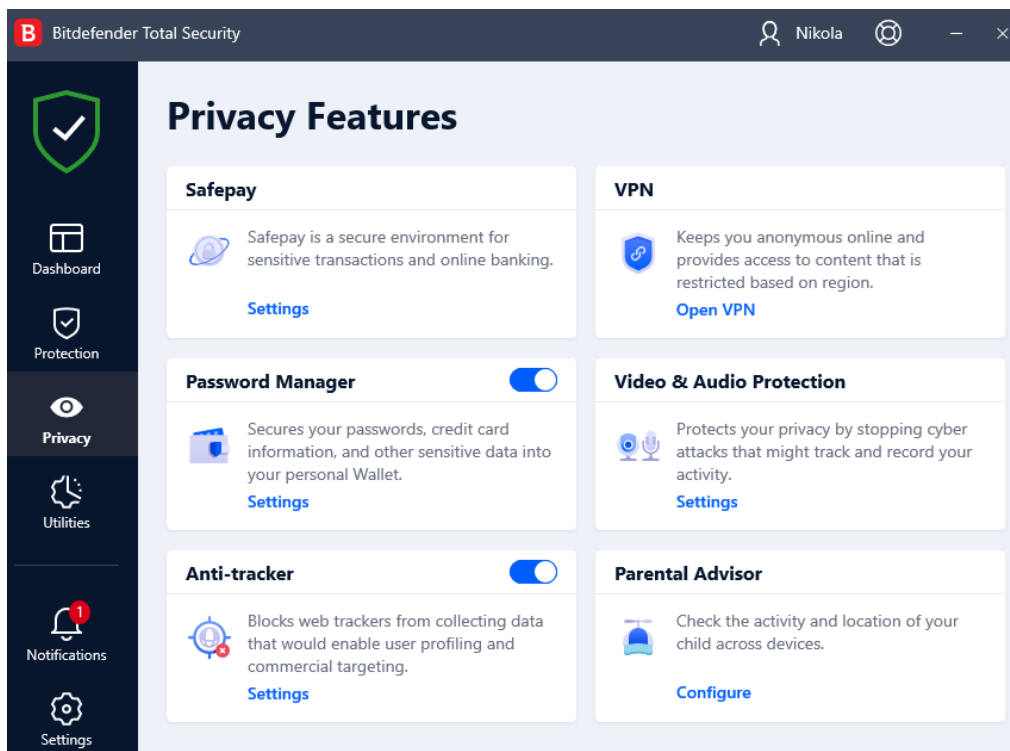 B Bitdefender Total Security
Nikola
Dashboard
Protection
Privacy
Utilities
1
Notifications
Settings
Privacy Features
Safepay
Safepay is a secure environment for
sensitive transactions and online banking.
Settings
VPN
Keeps you anonymous online and
provides access to content that is
restricted based on region.
Open VPN
Password Manager
Secures your passwords, credit card
information, and other sensitive data into
your personal Wallet.
Settings
Video & Audio Protection
Protects your privacy by stopping cyber
attacks that might track and record your
activity.
Settings
Anti-tracker
Blocks web trackers from collecting data
that would enable user profiling and
commercial targeting.
Settings
Parental Advisor
Check the activity and location of your
child across devices.
Configure